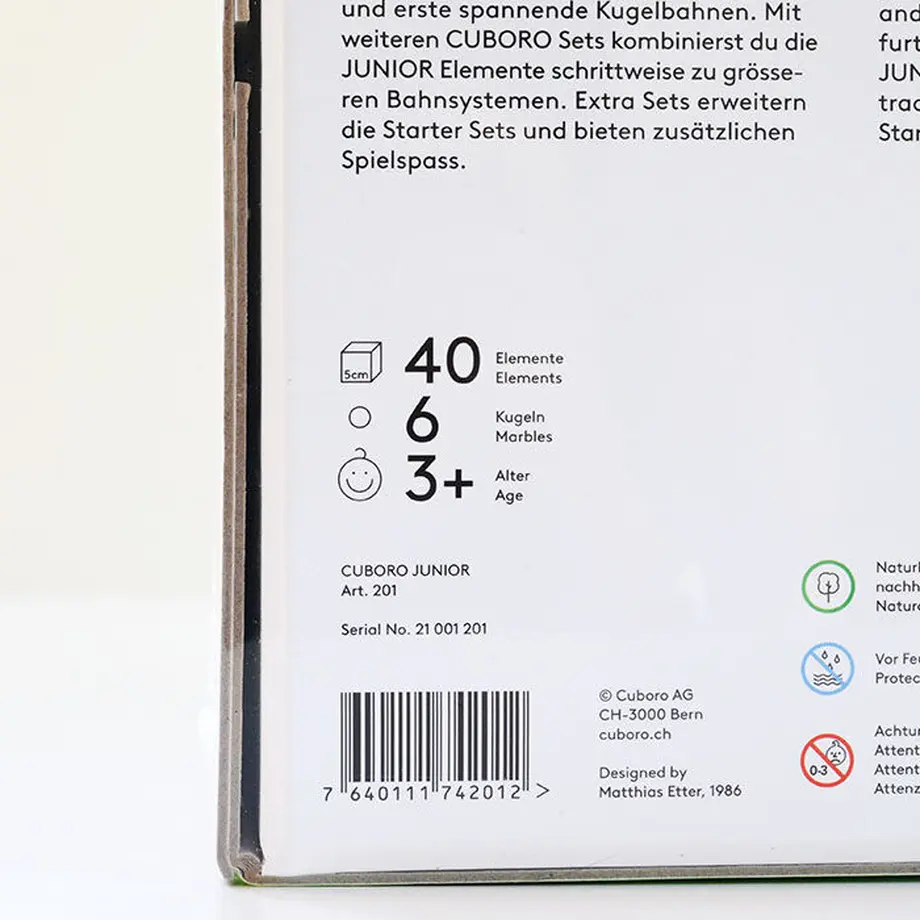 und erste spannende Kugelbahnen. Mit
weiteren CUBORO Sets kombinierst du die
JUNIOR Elemente schrittweise zu grösse-
ren Bahnsystemen. Extra Sets erweitern
die Starter Sets und bieten zusätzlichen
Spielspass.
and
furt
JUN
trac
Star
5cm 40 Elemente
Elements
6 Kugeln
Marbles
3+ Alter
Age
CUBORO JUNIOR
Art. 201
Serial No. 21 001 201
7 640111 742012 >
© Cuboro AG
CH-3000 Bern
cuboro.ch
Designed by
Matthias Etter, 1986
Naturl
nachh
Nature
Vor Feu
Protec
0-3
Achtun
Attent
Attent
Attenz